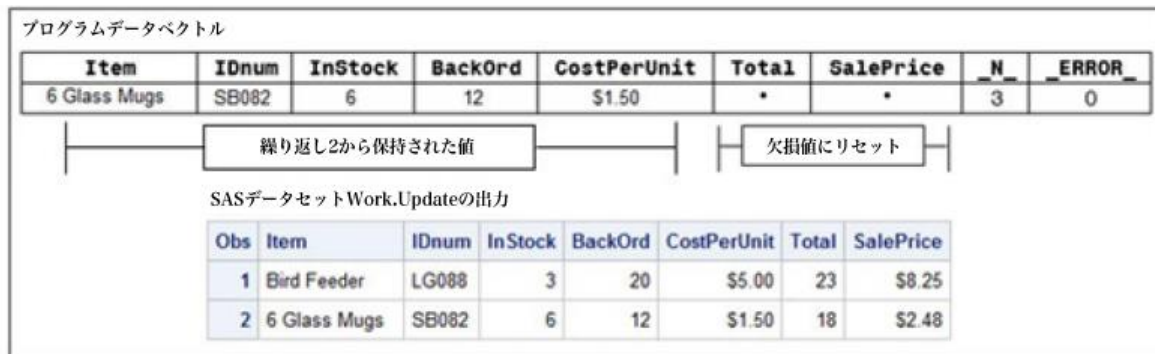 プログラムデータベクトル
Item IDnum InStock BackOrd CostPerUnit Total SalePrice _N_ _ERROR_
6 Glass Mugs SB082 6 12 $1.50 • • 3 0
繰り返し2から保持された値 欠損値にリセット
SASデータセットWork.Updateの出力
Obs Item IDnum InStock BackOrd CostPerUnit Total SalePrice
1 Bird Feeder LG088 3 20 $5.00 23 $8.25
2 6 Glass Mugs SB082 6 12 $1.50 18 $2.48